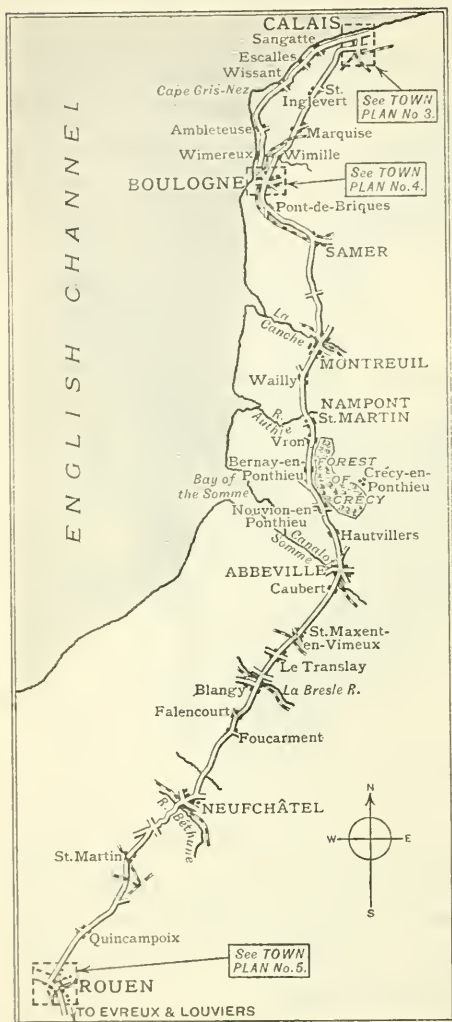 CALAIS
Sangatte
Escalles
Wissant
Cape Gris-Nez
St.
Inglevert
See TOWN
PLAN No 3.
Ambleteuse
Marquise
Wimereux
Wimille
BOULOGNE
See TOWN
PLAN No.4.
Pont-de-Briques
SAMER
ENGLISH CHANNEL
La
Canche
MONTREUIL
Wailly
NAMPONT
St. MARTIN
R.
Authie
Vron
FOREST
OF
CRÉCY
Bernay-en-
Ponthieu
Crécy-en-
Ponthieu
Bay of
the Somme
Nouvion-en-
Ponthieu
Hautvillers
Canal
Somme
ABBEVILLE
Caubert
St. Maxent-
en-Vimeux
Le Translay
Blangy
La Bresle R.
Falencourt
Foucarment
NEUFCHÂTEL
R. Béthune
N
W
E
S
St. Martin
Quincampoix
See TOWN
PLAN No.5.
ROUEN
TO EVREUX & LOUVIERS